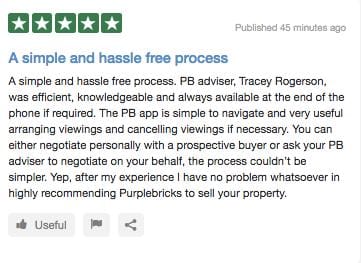 Published 45 minutes ago
A simple and hassle free process
A simple and hassle free process. PB adviser, Tracey Rogerson,
was efficient, knowledgeable and always available at the end of the
phone if required. The PB app is simple to navigate and very useful
arranging viewings and cancelling viewings if necessary. You can
either negotiate personally with a prospective buyer or ask your PB
adviser to negotiate on your behalf, the process couldn't be
simpler. Yep, after my experience I have no problem whatsoever in
highly recommending Purplebricks to sell your property.
Useful